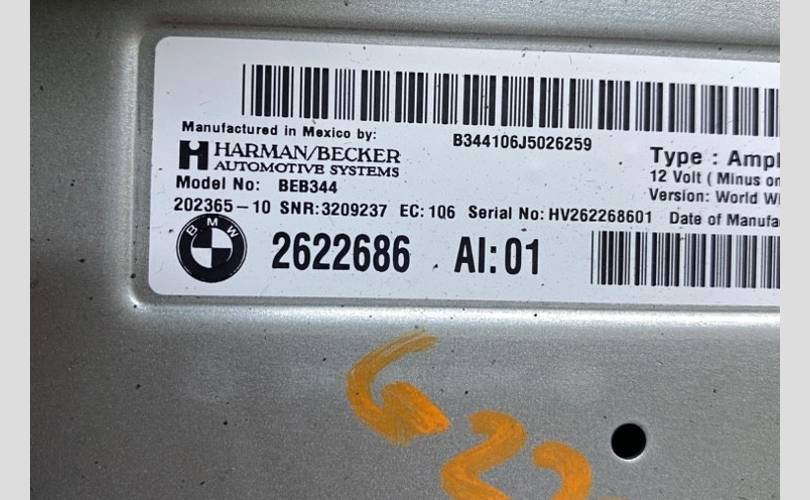 Manufactured in Mexico by:
B344106J5026259
HARMAN/BECKER
AUTOMOTIVE SYSTEMS
Type : Ampl
12 Volt ( Minus on
Model No: BEB344
Version: World Wi
202365-10 SNR:3209237 EC: 106 Serial No: HV262268601 Date of Manufa
BMW
2622686 AI: 01